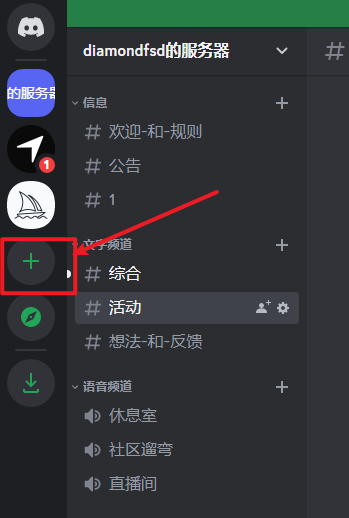 diamondfsd的服务器
的服务器
信息
欢迎-和-规则
公告
1
1
文字频道
综合
活动
想法-和-反馈
语音频道
休息室
社区遛弯
直播间